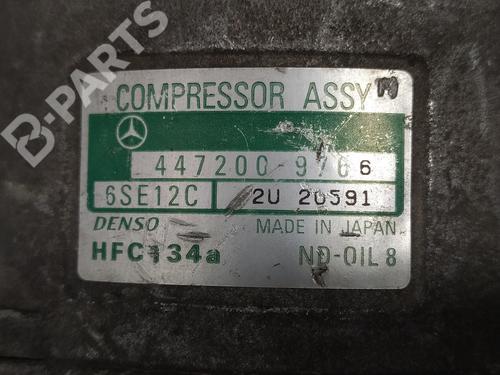 B-PARTS
COMPRESSOR ASSY
447200 9766
6SE12C
2U 20591
DENSO
MADE IN JAPAN
HFC134a
ND-OIL 8